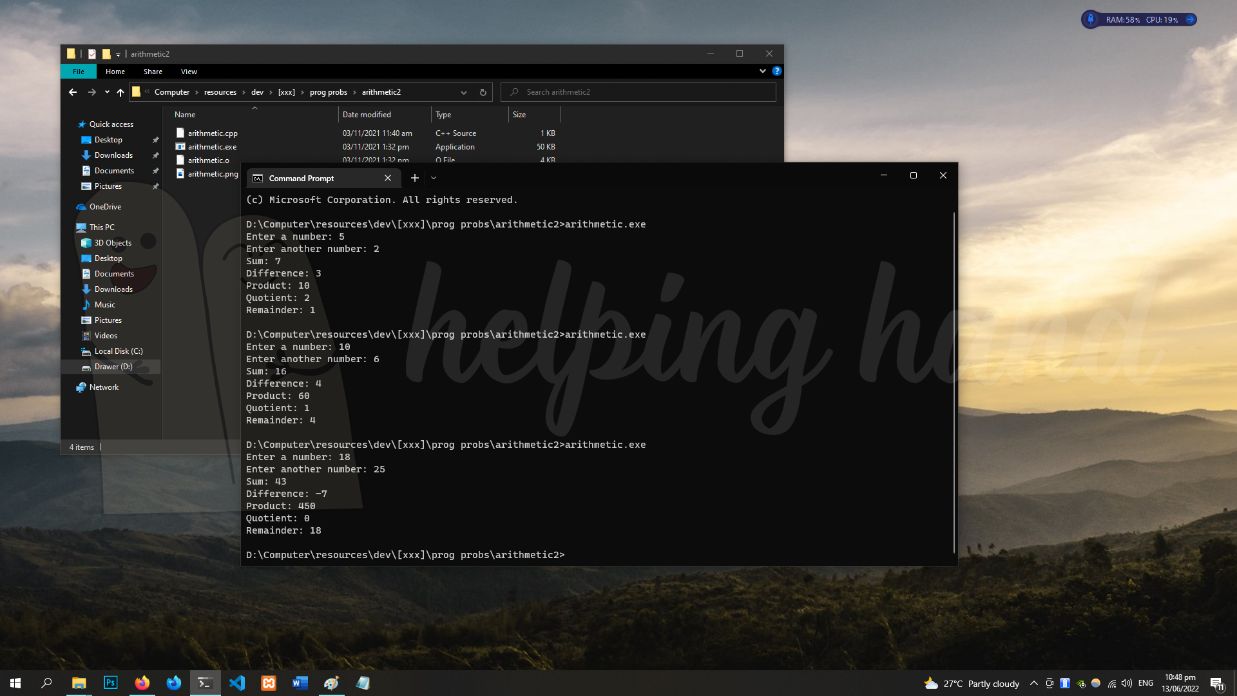 RAM: 58% CPU: 19%
arithmetic2
File Home Share View
Computer resources dev [xxx] prog probs arithmetic2
Search arithmetic2
Name Date modified Type Size
Quick access
Desktop
Downloads
Documents
Pictures
OneDrive
This PC
3D Objects
Desktop
Documents
Downloads
Music
Pictures
Videos
Local Disk (C:)
Drawer (D:)
Network
arithmetic.cpp 03/11/2021 11:40 am C++ Source 1 KB
arithmetic.exe 03/11/2021 1:32 pm Application 50 KB
arithmetic.o 03/11/2021 1:32 pm O File 4 KB
arithmetic.png
4 items
Command Prompt
(c) Microsoft Corporation. All rights reserved.
D:\Computer\resources\dev\[xxx]\prog probs\arithmetic2>arithmetic.exe
Enter a number: 5
Enter another number: 2
Sum: 7
Difference: 3
Product: 10
Quotient: 2
Remainder: 1
D:\Computer\resources\dev\[xxx]\prog probs\arithmetic2>arithmetic.exe
Enter a number: 10
Enter another number: 6
Sum: 16
Difference: 4
Product: 60
Quotient: 1
Remainder: 4
D:\Computer\resources\dev\[xxx]\prog probs\arithmetic2>arithmetic.exe
Enter a number: 18
Enter another number: 25
Sum: 43
Difference: -7
Product: 450
Quotient: 0
Remainder: 18
D:\Computer\resources\dev\[xxx]\prog probs\arithmetic2>
helping hand
27°C Partly cloudy
ENG
10:48 pm
13/06/2022
11